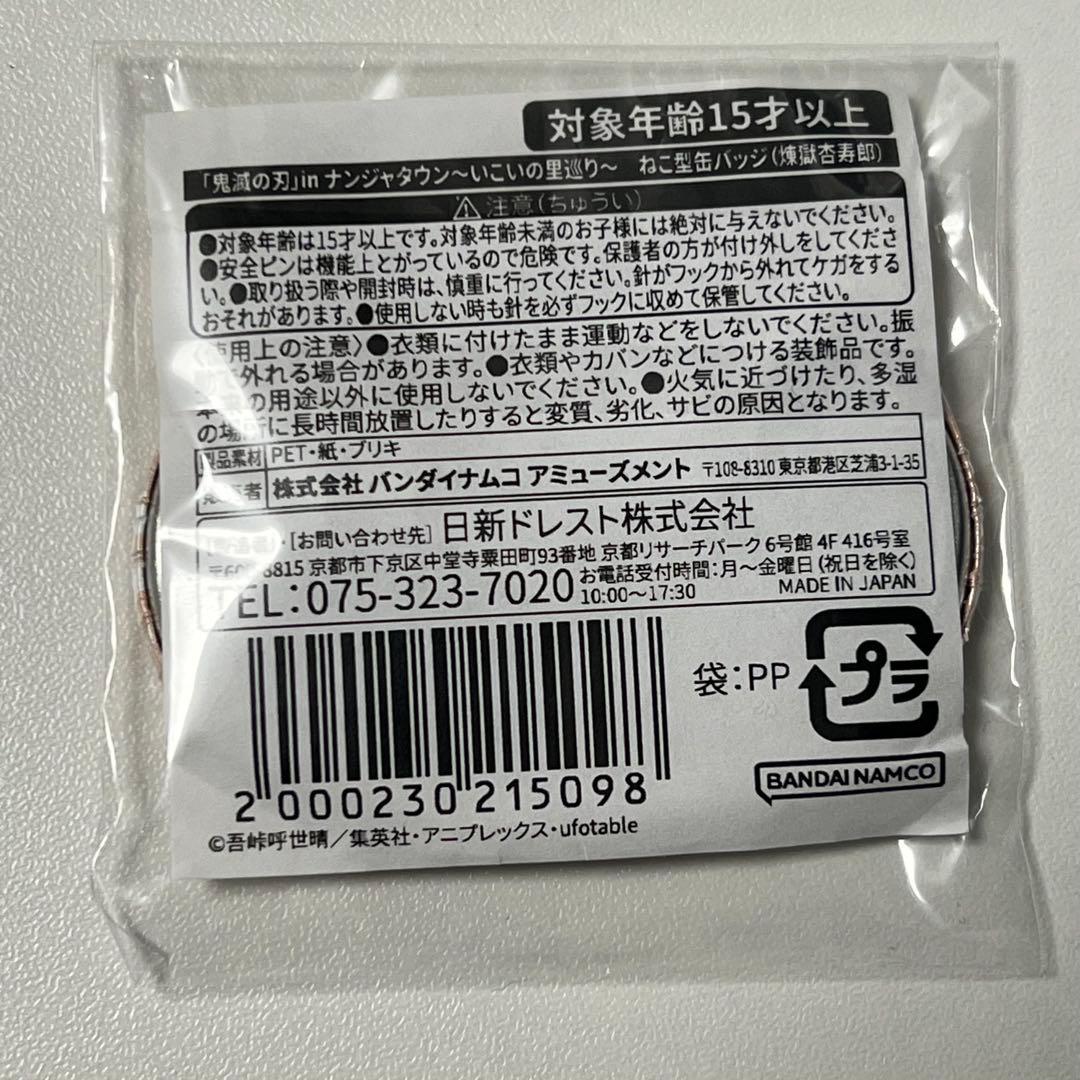 対象年齢15才以上
「鬼滅の刃」in ナンジャタウン～いこいの里巡り～　ねこ型缶バッジ(煉獄杏寿郎)
⚠注意(ちゅうい)
●対象年齢は15才以上です。対象年齢未満のお子様には絶対に与えないでください。
●安全ピンは機能上とがっているので危険です。保護者の方が付け外しをしてくださ
い。●取り扱う際や開封時は、慎重に行ってください。針がフックから外れてケガをする
おそれがあります。●使用しない時も針を必ずフックに収めて保管してください。
使用上の注意〉●衣類に付けたまま運動などをしないでください。振
て外れる場合があります。●衣類やカバンなどにつける装飾品です。
の用途以外に使用しないでください。●火気に近づけたり、多湿
の場所に長時間放置したりすると変質、劣化、サビの原因となります。
製品素材 PET・紙・ブリキ
者 株式会社 バンダイナムコ アミューズメント 〒108-8310 東京都港区芝浦3-1-35
・[お問い合わせ先] 日新ドレスト株式会社
8815 京都市下京区中堂寺粟田町93番地 京都リサーチパーク 6号館 4F 416号室
TEL:075-323-7020 お電話受付時間:月～金曜日(祝日を除く)
10:00～17:30 MADE IN JAPAN
袋:PP プラ
BANDAI NAMCO
2 000230 215098
©吾峠呼世晴／集英社・アニプレックス・ufotable